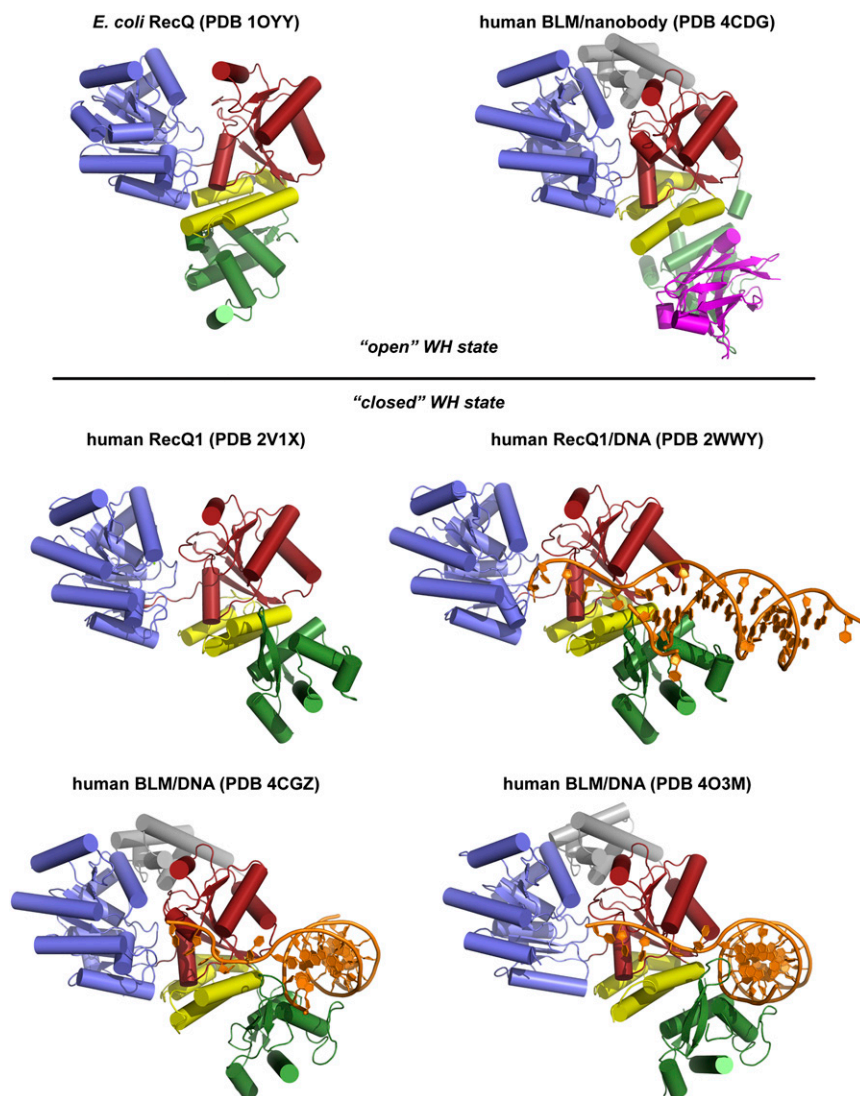 E. coli RecQ (PDB 1OYY)
human BLM/nanobody (PDB 4CDG)
“open” WH state
“closed” WH state
human RecQ1 (PDB 2V1X)
human RecQ1/DNA (PDB 2WWY)
human BLM/DNA (PDB 4CGZ)
human BLM/DNA (PDB 4O3M)